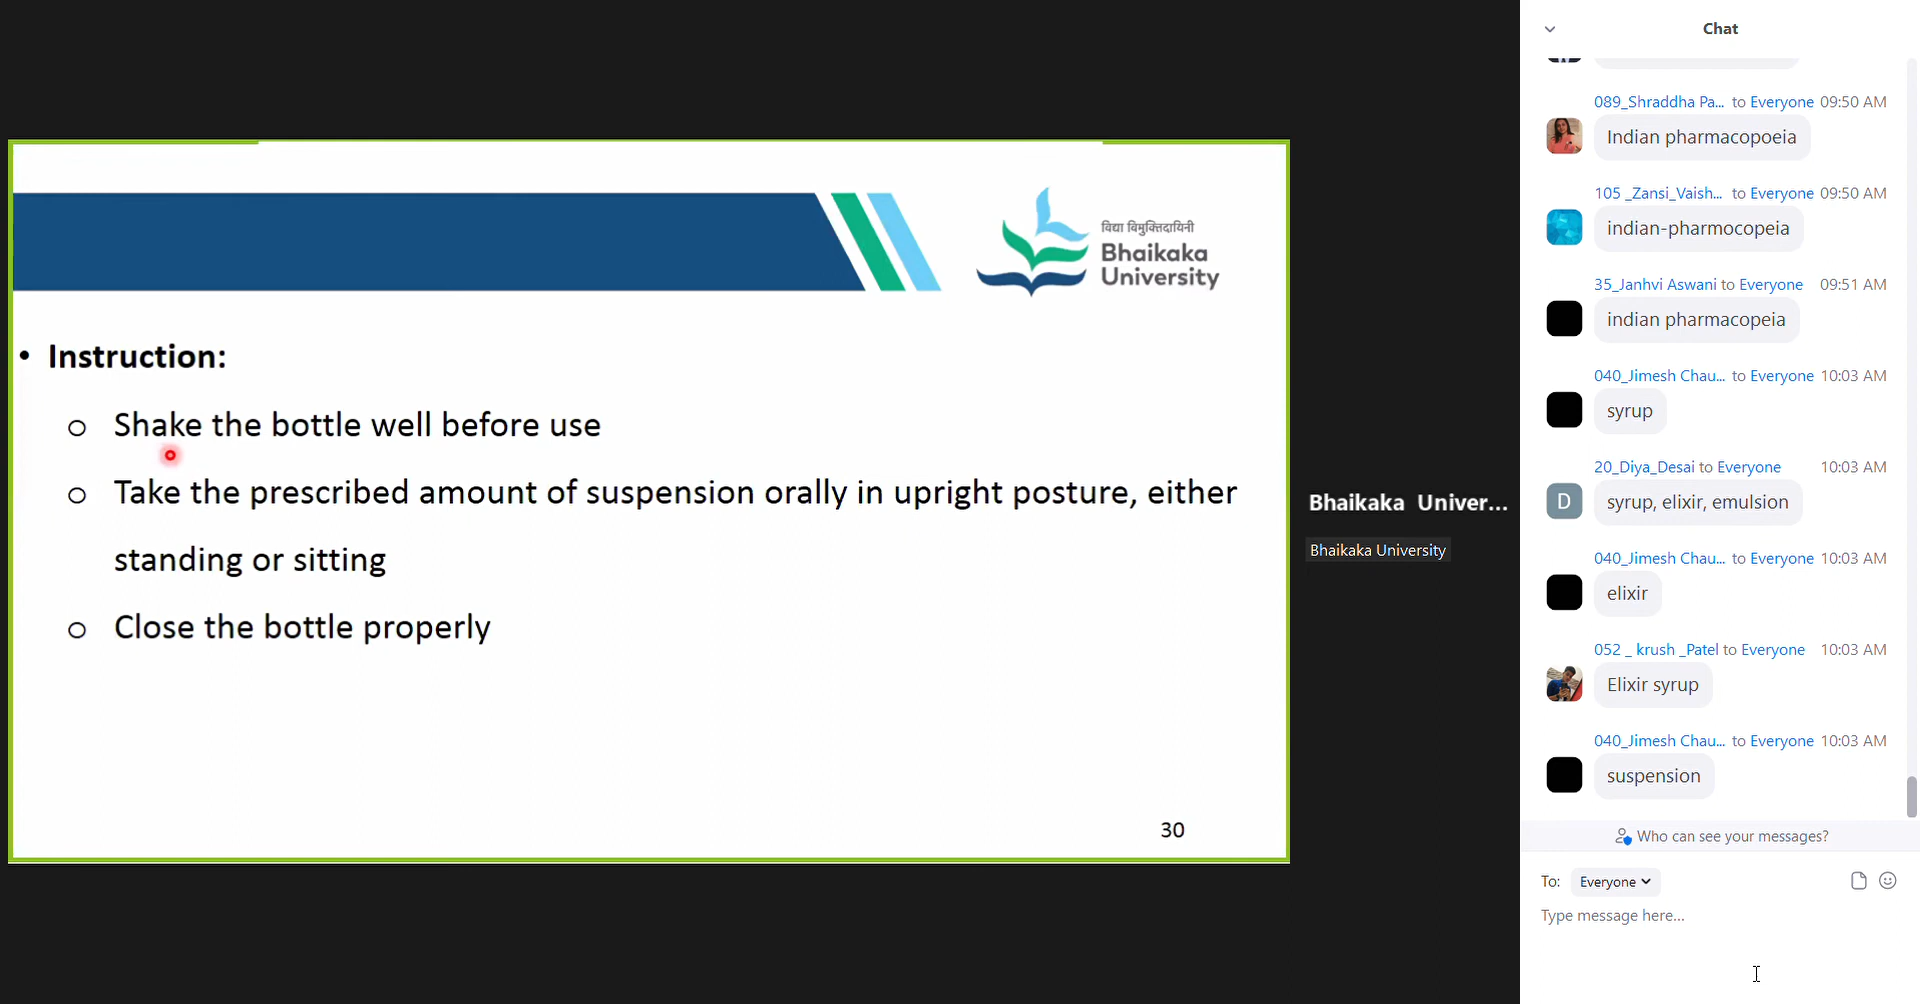 विद्या विमुक्तिदायिनी
Bhaikaka
University
• Instruction:
o Shake the bottle well before use
o Take the prescribed amount of suspension orally in upright posture, either
standing or sitting
o Close the bottle properly
30
Bhaikaka Univer...
Bhaikaka University
Chat
089_Shraddha Pa... to Everyone 09:50 AM
Indian pharmacopoeia
105 _Zansi_Vaish... to Everyone 09:50 AM
indian-pharmocopeia
35_Janhvi Aswani to Everyone 09:51 AM
indian pharmacopeia
040_Jimesh Chau... to Everyone 10:03 AM
syrup
20_Diya_Desai to Everyone 10:03 AM
D
syrup, elixir, emulsion
040_Jimesh Chau... to Everyone 10:03 AM
elixir
052 _ krush _Patel to Everyone 10:03 AM
Elixir syrup
040_Jimesh Chau... to Everyone 10:03 AM
suspension
Who can see your messages?
To: Everyone
Type message here...